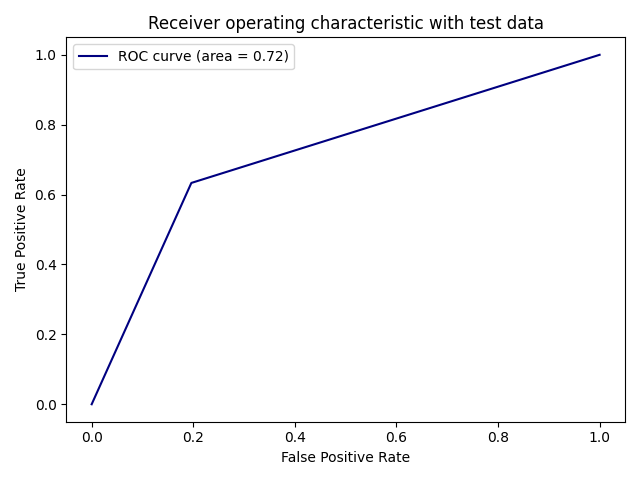 Receiver operating characteristic with test data
ROC curve (area = 0.72)
True Positive Rate
1.0
0.8
0.6
0.4
0.2
0.0
0.0 0.2 0.4 0.6 0.8 1.0
False Positive Rate